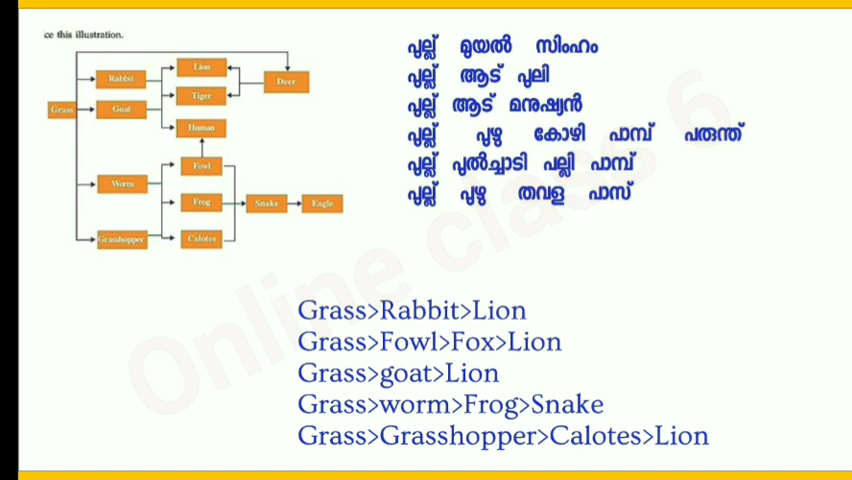 ce this illustration.
Lion
Rabbit
Deer
Tiger
Grass
Goat
Human
Fowl
Worm
Frog
Snake
Eagle
Grasshopper
Calotes
പുല്ല് മുയൽ സിംഹം
പുല്ല് ആട് പുലി
പുല്ല് ആട് മനുഷ്യൻ
പുല്ല് പുഴു കോഴി പാമ്പ് പരുന്ത്
പുല്ല് പുൽച്ചാടി പല്ലി പാമ്പ്
പുല്ല് പുഴു തവള പാസ്
Grass>Rabbit>Lion
Grass>Fowl>Fox>Lion
Grass>goat>Lion
Grass>worm>Frog>Snake
Grass>Grasshopper>Calotes>Lion
Online class 6